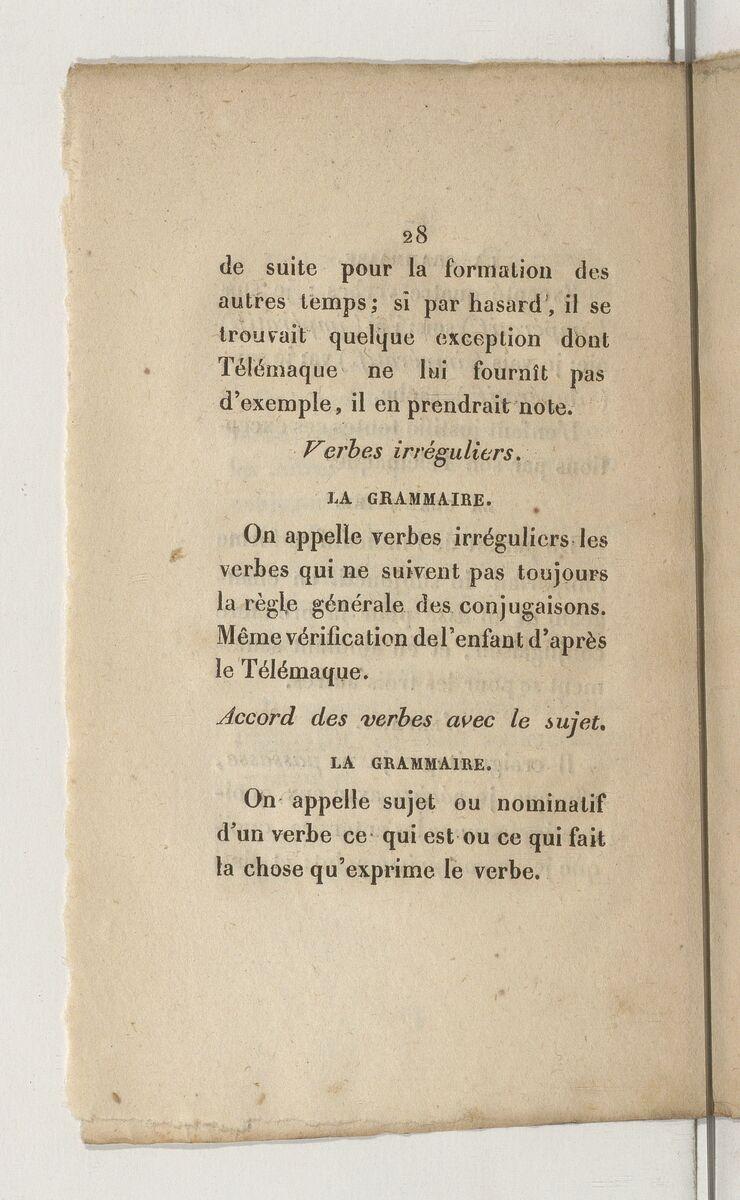 28
de suite pour la formation des
autres temps; si par hasard, il se
trouvait quelque exception dont
Télémaque ne lui fournît pas
d'exemple, il en prendrait note.
Verbes irréguliers.
LA GRAMMAIRE.
On appelle verbes irréguliers les
verbes qui ne suivent pas toujours
la règle générale des conjugaisons.
Même vérification de l'enfant d'après
le Télémaque.
Accord des verbes avec le sujet.
LA GRAMMAIRE.
On appelle sujet ou nominatif
d'un verbe ce qui est ou ce qui fait
la chose qu'exprime le verbe.